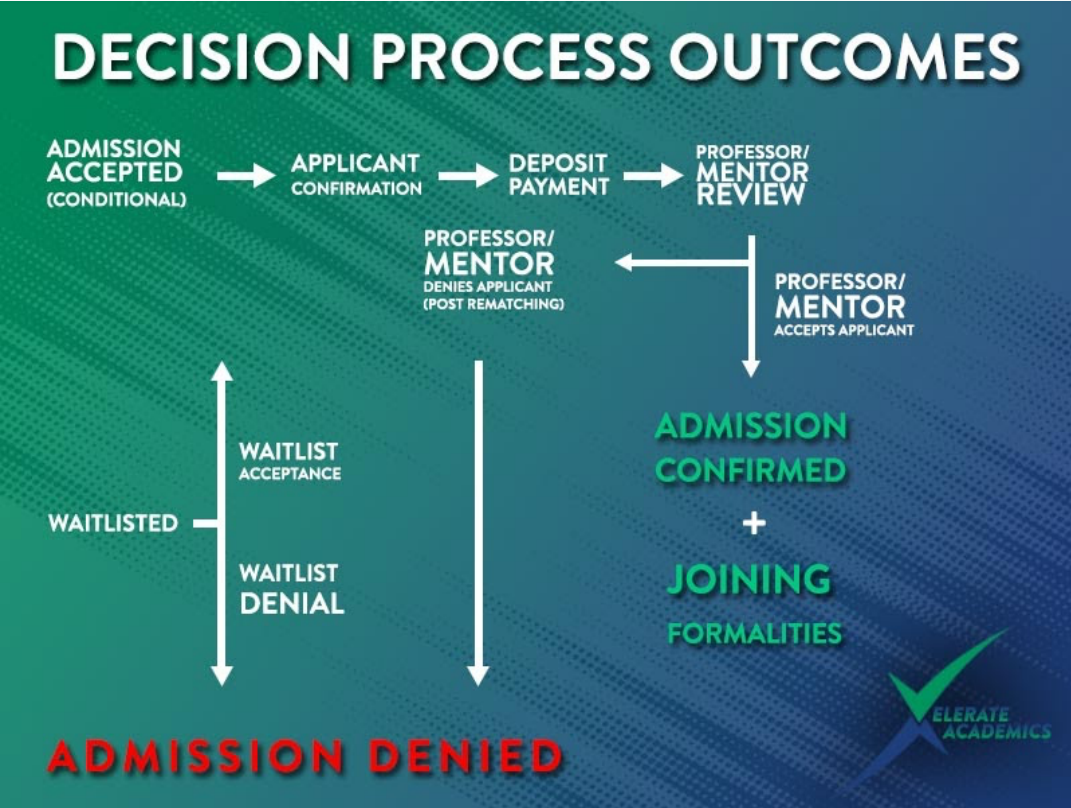 DECISION PROCESS OUTCOMES
ADMISSION
ACCEPTED
(CONDITIONAL)
APPLICANT
CONFIRMATION
DEPOSIT
PAYMENT
PROFESSOR/
MENTOR
REVIEW
PROFESSOR/
MENTOR
DENIES APPLICANT
(POST REMATCHING)
PROFESSOR/
MENTOR
ACCEPTS APPLICANT
WAITLIST
ACCEPTANCE
WAITLISTED
WAITLIST
DENIAL
ADMISSION
CONFIRMED
+
JOINING
FORMALITIES
ADMISSION DENIED
XELERATE
ACADEMICS